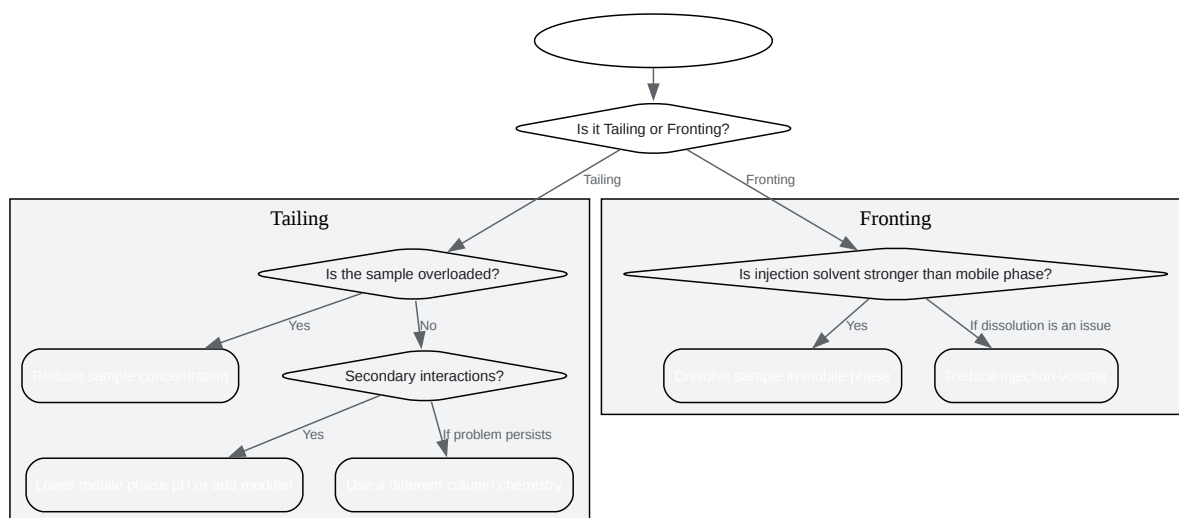 Is it Tailing or Fronting?
Tailing
Fronting
Tailing
Is the sample overloaded?
Yes
No
Reduce sample concentration
Secondary interactions?
Yes
If problem persists
Lower mobile phase pH or add modifier
Use a different column chemistry
Fronting
Is injection solvent stronger than mobile phase?
Yes
If dissolution is an issue
Dissolve sample in mobile phase
Reduce injection volume